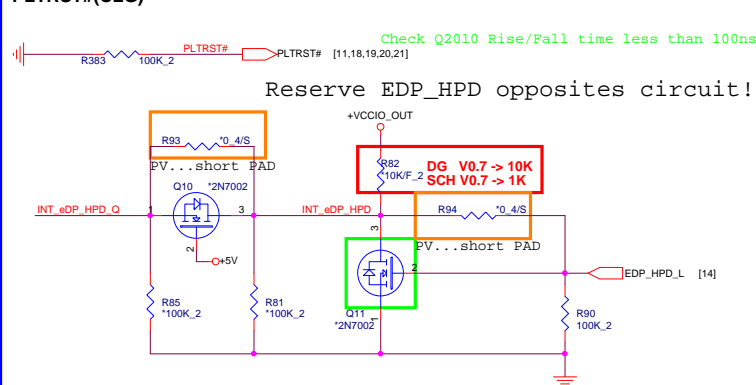 Check Q2010 Rise/Fall time less than 100ns
PLTRST#
PLTRST# [11,18,19,20,21]
R383 100K_2
Reserve EDP_HPD opposites circuit!
+VCCIO_OUT
R93 *0_4/S
PV...short PAD
R82
*10K/F_2
DG V0.7 -> 10K
SCH V0.7 -> 1K
Q10 *2N7002
INT_eDP_HPD_Q
1
3
INT_eDP_HPD
R94 *0_4/S
PV...short PAD
2
+5V
3
2
EDP_HPD_L [14]
R85
*100K_2
R81
*100K_2
Q11
*2N7002
1
R90
100K_2